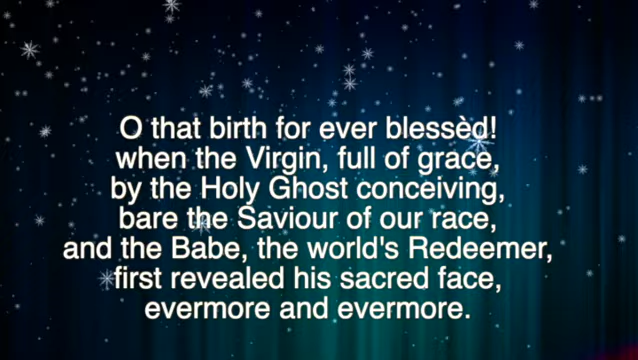 O that birth for ever blessèd!
when the Virgin, full of grace,
by the Holy Ghost conceiving,
bare the Saviour of our race,
and the Babe, the world's Redeemer,
first revealed his sacred face,
evermore and evermore.